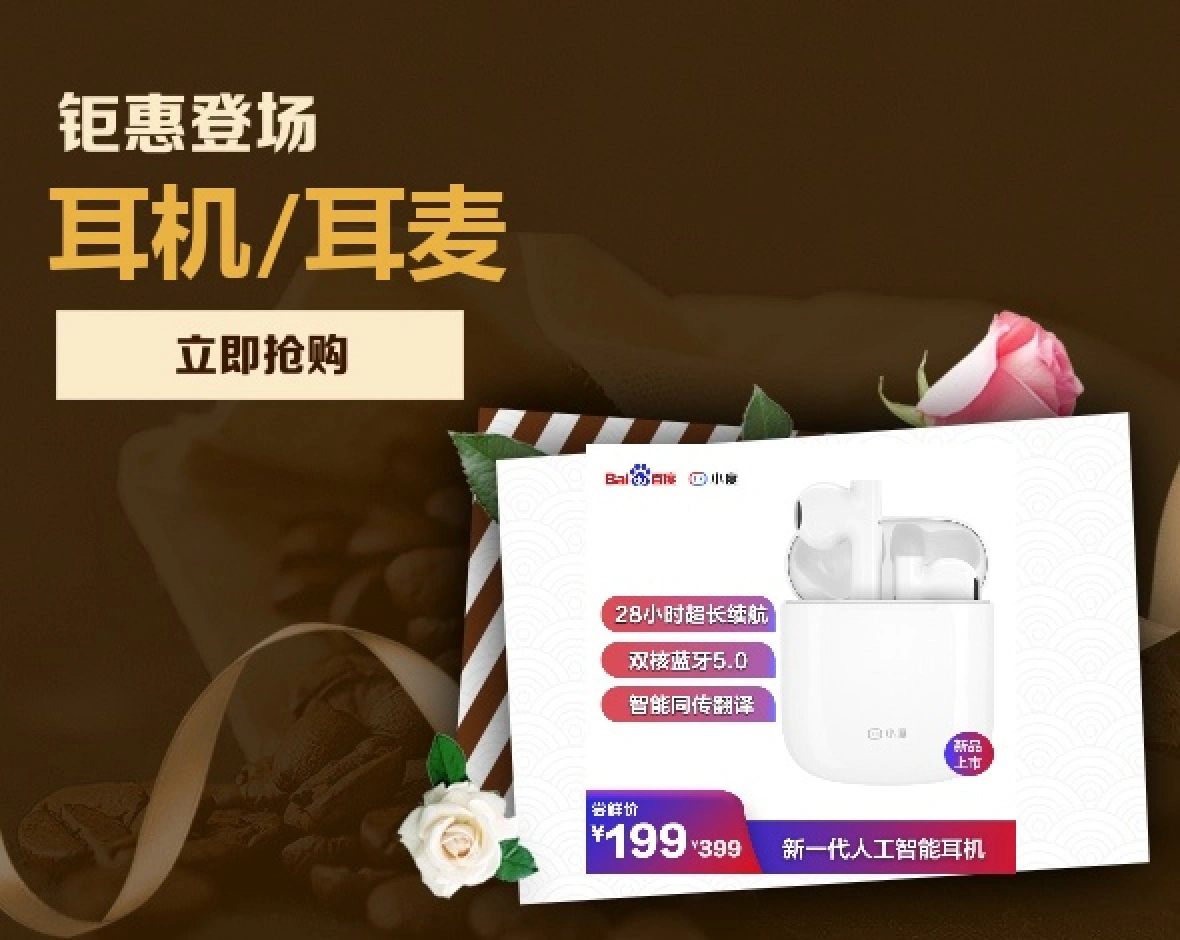 钜惠登场
耳机/耳麦
立即抢购
Bai百度 小度
28小时超长续航
双核蓝牙5.0
智能同传翻译
小度
新品
上市
尝鲜价
¥199 ¥399
新一代人工智能耳机